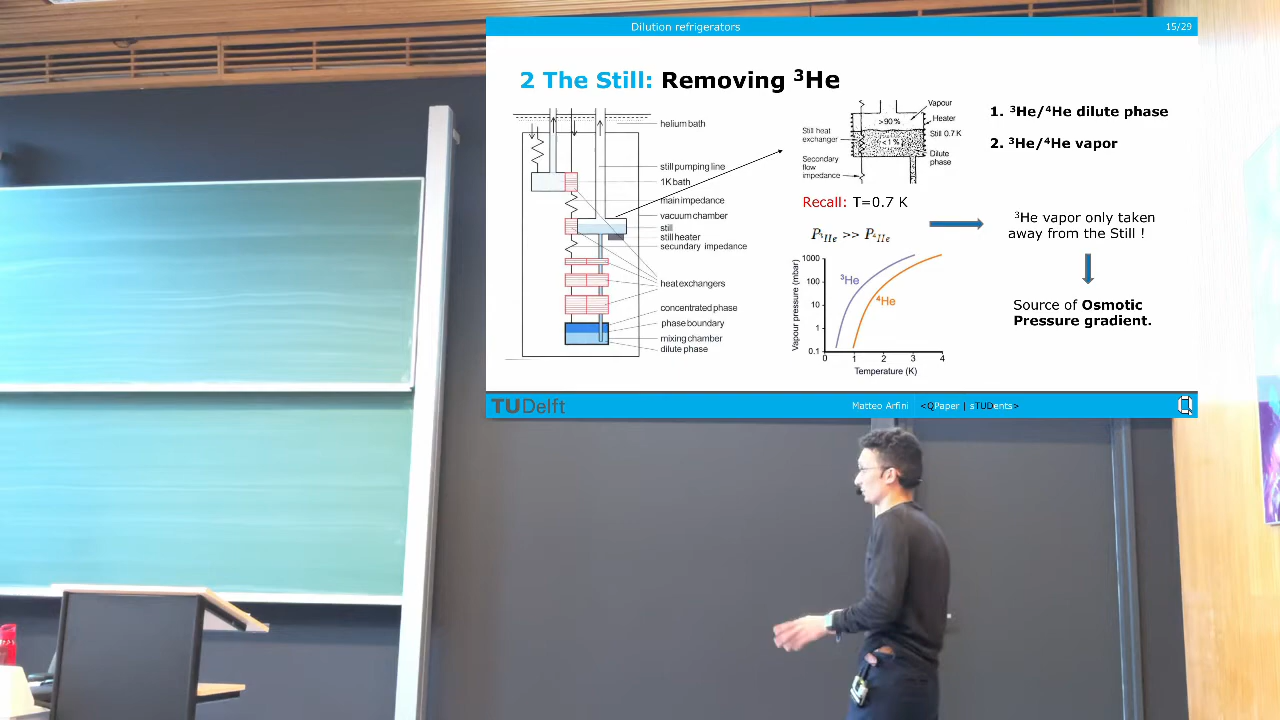 Dilution refrigerators
15/29
2 The Still: Removing ³He
helium bath
still pumping line
1K bath
main impedance
vacuum chamber
still
still heater
secundary impedance
heat exchangers
concentrated phase
phase boundary
mixing chamber
dilute phase
Vapour
>90%
Heater
Still heat
exchanger
Still 0.7 K
<1%
Dilute
phase
Secondary
flow
impedance
1. ³He/⁴He dilute phase
2. ³He/⁴He vapor
Recall: T=0.7 K
P³He >> P⁴He
³He vapor only taken
away from the Still !
Source of Osmotic
Pressure gradient.
Vapour pressure (mbar)
1000
100
10
1
0.1
³He
⁴He
0 1 2 3 4
Temperature (K)
TUDelft
Matteo Arfini <QPaper | sTUDents>